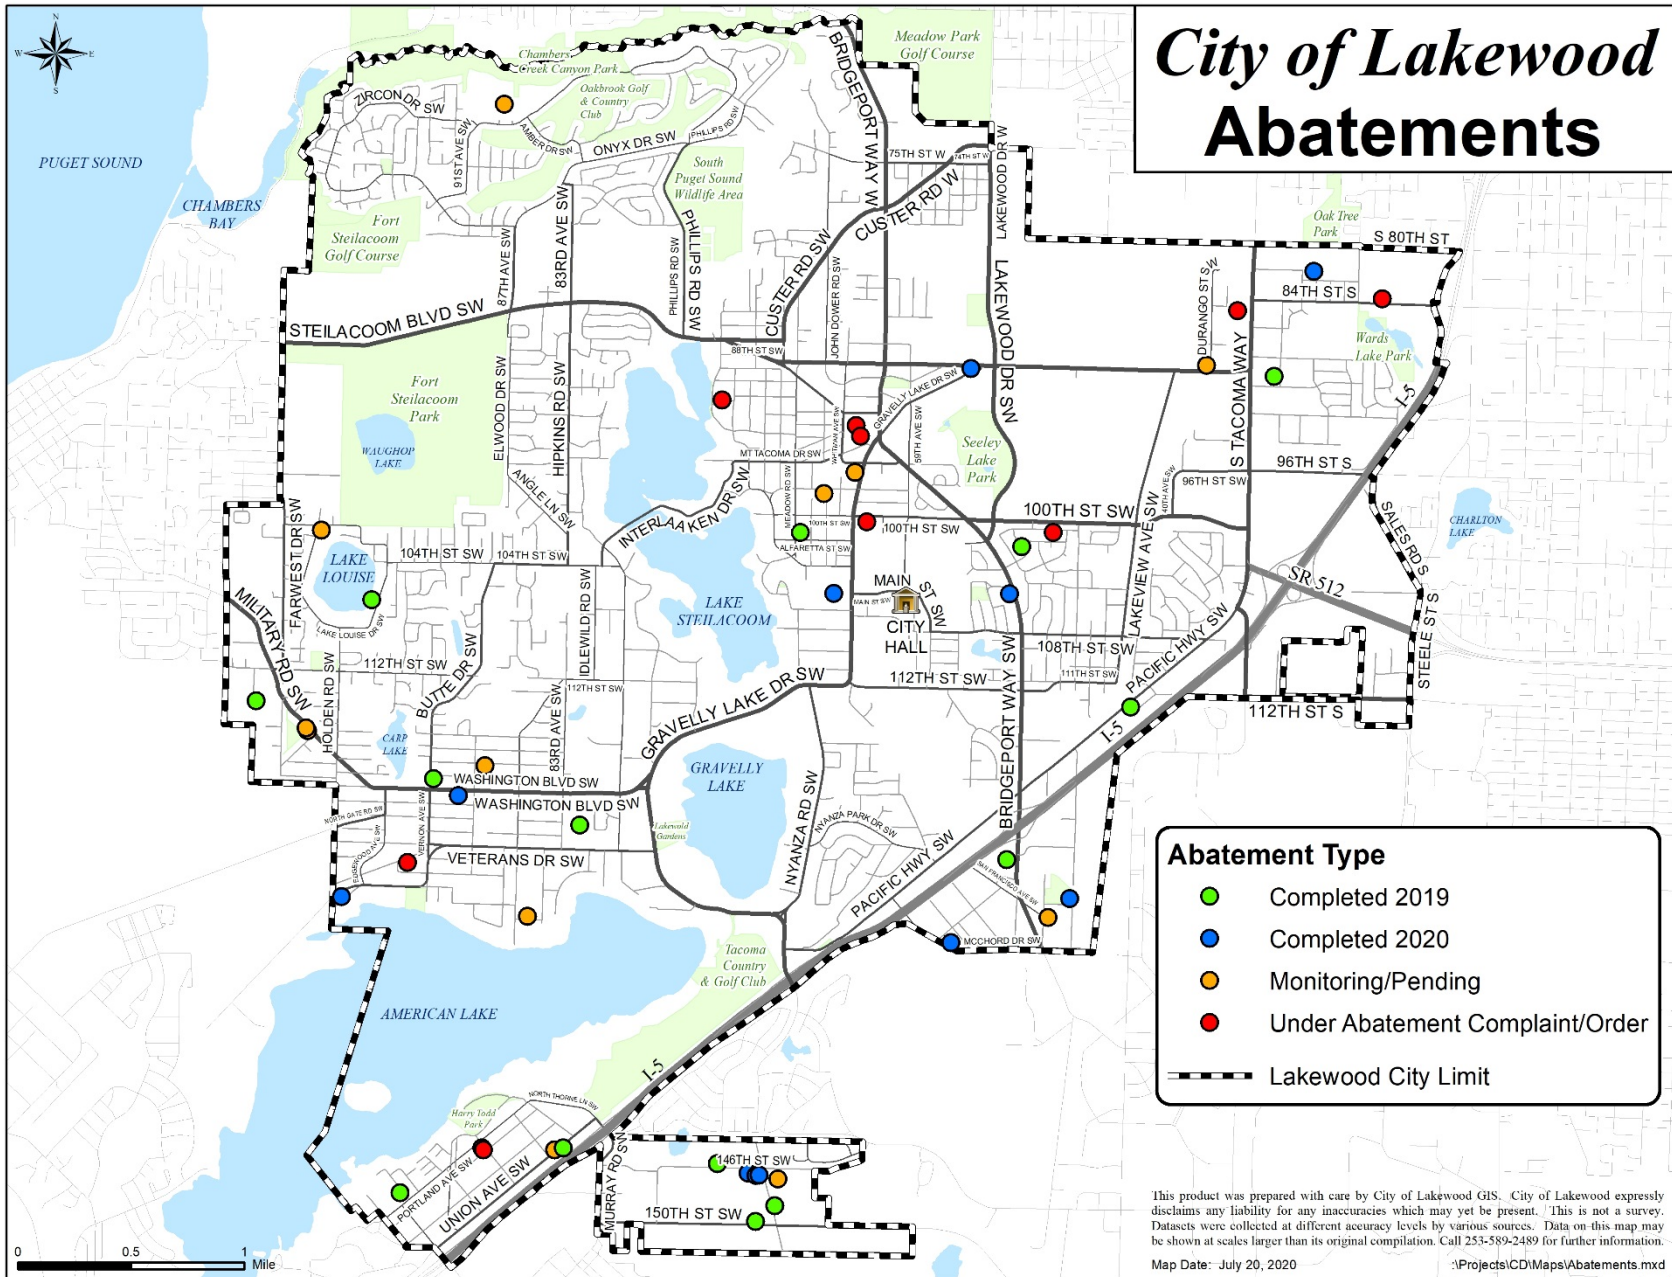 City of Lakewood
Abatements
N
W
E
S
PUGET SOUND
CHAMBERS
BAY
Chambers
Creek Canyon Park
Oakbrook Golf
& Country
Club
Meadow Park
Golf Course
ZIRCON DR SW
AMBER DR SW
91ST AVE SW
ONYX DR SW
PHILLIPS RD SW
BRIDGEPORT WAY W
75TH ST W
74TH ST W
LAKEWOOD DR W
CUSTER RD W
South
Puget Sound
Wildlife Area
Fort
Steilacoom
Golf Course
87TH AVE SW
83RD AVE SW
PHILLIPS RD SW
PHILLIPS RD SW
CUSTER RD SW
JOHN DOWER RD SW
LAKEWOOD DR SW
Oak Tree
Park
S 80TH ST
DURANGO ST SW
84TH ST S
Wards
Lake Park
STEILACOOM BLVD SW
88TH ST SW
GRAVELLY LAKE DR SW
S TACOMA WAY
I-5
Fort
Steilacoom
Park
WAUGHOP
LAKE
ELWOOD DR SW
HIPKINS RD SW
ANGLE LN SW
MT TACOMA DR SW
WHITMAN AVE SW
59TH AVE SW
Seeley
Lake
Park
96TH ST S
96TH ST SW
40TH AVE SW
INTERLAAKEN DR SW
MEADOW RD SW
100TH ST SW
100TH ST SW
100TH ST SW
ALFARETTA ST SW
LAKEVIEW AVE SW
SALES RD S
CHARLTON
LAKE
FARWEST DR SW
LAKE
LOUISE
104TH ST SW
104TH ST SW
LAKE LOUISE DR SW
MILITARY RD SW
IDLEWILD RD SW
LAKE
STEILACOOM
MAIN
ST SW
MAIN ST SW
CITY
HALL
SR 512
STEELE ST S
108TH ST SW
111TH ST SW
112TH ST SW
112TH ST SW
112TH ST SW
112TH ST S
PACIFIC HWY SW
I-5
HOLDEN RD SW
BUTTE DR SW
83RD AVE SW
CARP
LAKE
GRAVELLY LAKE DR SW
GRAVELLY
LAKE
BRIDGEPORT WAY SW
WASHINGTON BLVD SW
WASHINGTON BLVD SW
NORTH GATE RD SW
EDGEWOOD AVE SW
VERNON AVE SW
VETERANS DR SW
Lakewold
Gardens
NYANZA RD SW
NYANZA PARK DR SW
PACIFIC HWY SW
SAN FRANCISCO AVE SW
MCCHORD DR SW
Tacoma
Country
& Golf Club
AMERICAN LAKE
I-5
Harry Todd
Park
NORTH THORNE LN SW
PORTLAND AVE SW
UNION AVE SW
MURRAY RD SW
146TH ST SW
150TH ST SW
Abatement Type
Completed 2019
Completed 2020
Monitoring/Pending
Under Abatement Complaint/Order
Lakewood City Limit
0 0.5 1
Mile
This product was prepared with care by City of Lakewood GIS. City of Lakewood expressly
disclaims any liability for any inaccuracies which may yet be present. This is not a survey.
Datasets were collected at different accuracy levels by various sources. Data on this map may
be shown at scales larger than its original compilation. Call 253-589-2489 for further information.
Map Date: July 20, 2020
:\Projects\CD\Maps\Abatements.mxd